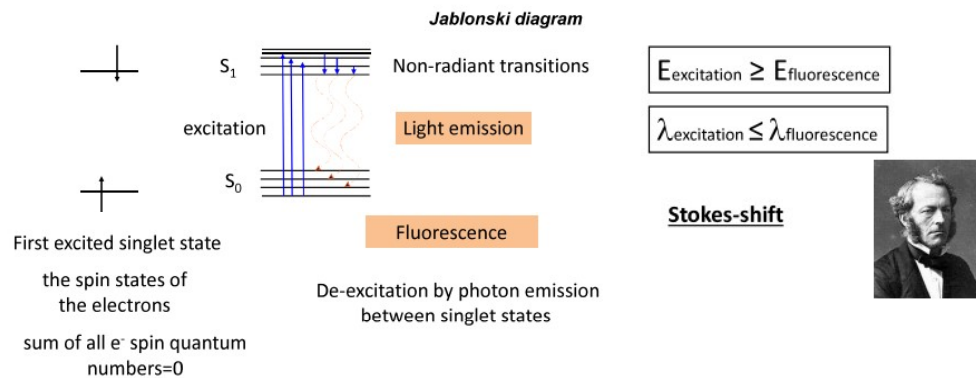 Jablonski diagram
S1
Non-radiant transitions
Eexcitation ≥ Efluorescence
excitation
Light emission
λexcitation ≤ λfluorescence
S0
Stokes-shift
First excited singlet state
Fluorescence
the spin states of
the electrons
De-excitation by photon emission
between singlet states
sum of all e- spin quantum
numbers=0